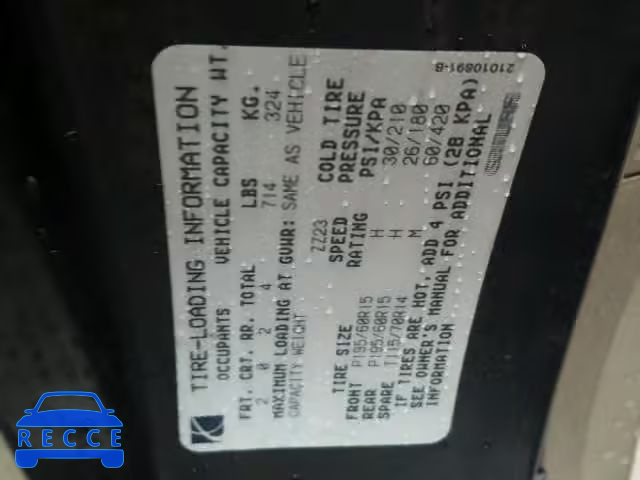 21010891-B
TIRE-LOADING INFORMATION
OCCUPANTS VEHICLE CAPACITY WT.
FRT. CRT. RR. TOTAL LBS KG.
2 0 2 4 714 324
MAXIMUM LOADING AT GVWR: SAME AS VEHICLE
CAPACITY WEIGHT
ZZ23
TIRE SIZE SPEED RATING COLD TIRE PRESSURE PSI/KPA
FRONT P195/60R15 H 30/210
REAR P195/60R15 H 26/180
SPARE T115/70R14 M 60/420
IF TIRES ARE HOT, ADD 4 PSI (28 KPA)
SEE OWNER'S MANUAL FOR ADDITIONAL
INFORMATION
RECCE